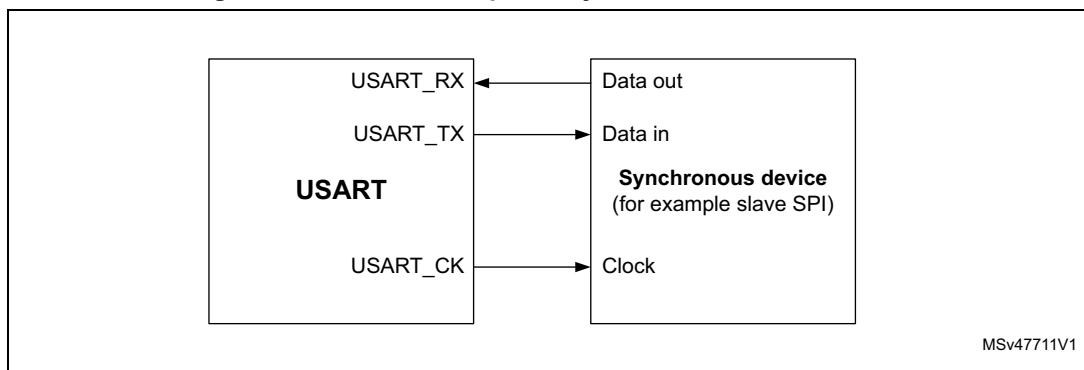 USART_RX
Data out
USART_TX
Data in
USART
Synchronous device
(for example slave SPI)
USART_CK
Clock
MSv47711V1